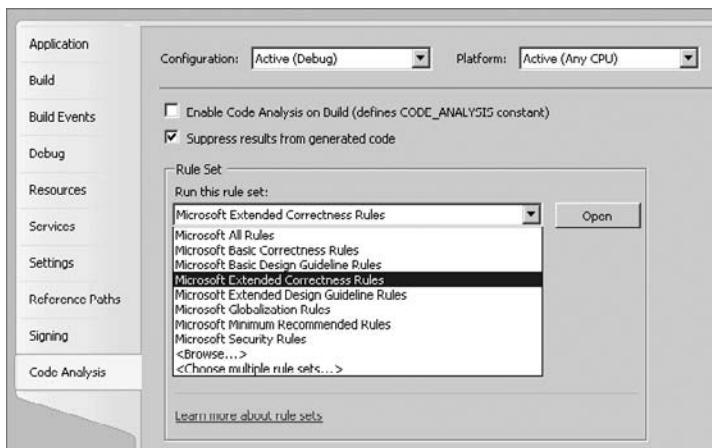 Application
Build
Build Events
Debug
Resources
Services
Settings
Reference Paths
Signing
Code Analysis
Configuration: Active (Debug) Platform: Active (Any CPU)
Enable Code Analysis on Build (defines CODE_ANALYSIS constant)
Suppress results from generated code
Rule Set
Run this rule set:
Microsoft Extended Correctness Rules Open
Microsoft All Rules
Microsoft Basic Correctness Rules
Microsoft Basic Design Guideline Rules
Microsoft Extended Correctness Rules
Microsoft Extended Design Guideline Rules
Microsoft Globalization Rules
Microsoft Minimum Recommended Rules
Microsoft Security Rules
<Browse...>
<Choose multiple rule sets...>
Learn more about rule sets